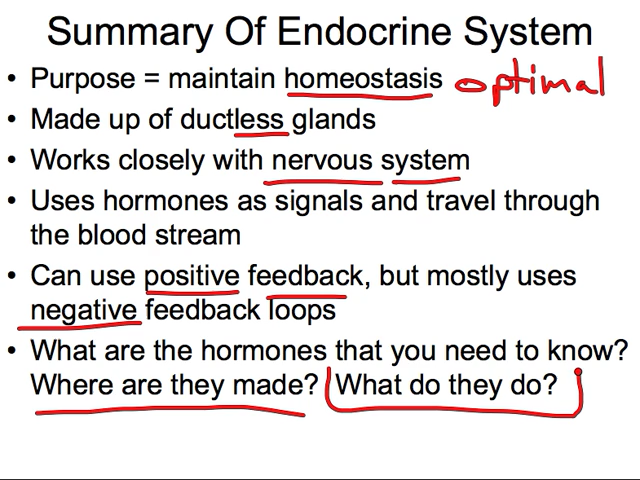 Summary Of Endocrine System
• Purpose = maintain homeostasis optimal
• Made up of ductless glands
• Works closely with nervous system
• Uses hormones as signals and travel through
the blood stream
• Can use positive feedback, but mostly uses
negative feedback loops
• What are the hormones that you need to know?
Where are they made? What do they do?